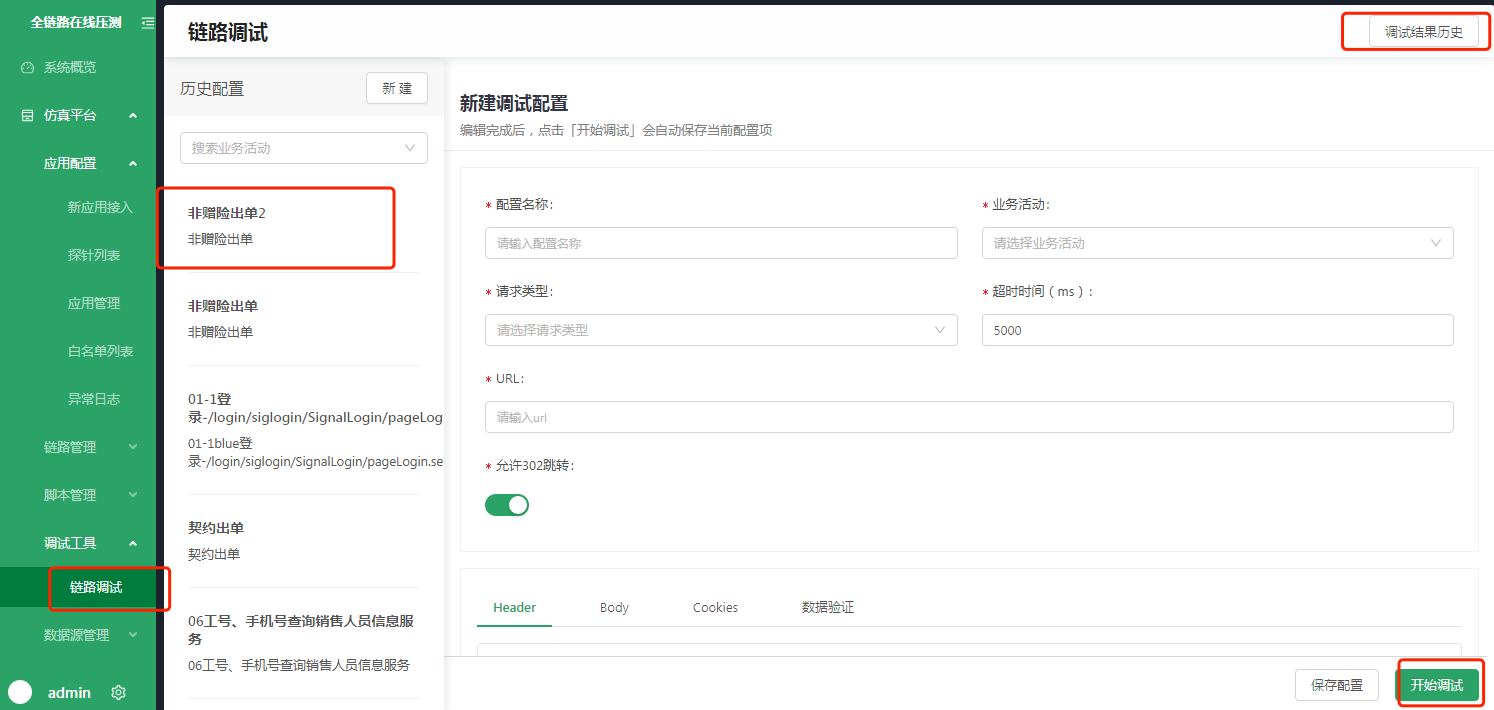 全链路在线压测
系统概览
仿真平台
应用配置
新应用接入
探针列表
应用管理
白名单列表
异常日志
链路管理
脚本管理
调试工具
链路调试
数据源管理
admin
链路调试
调试结果历史
历史配置
新 建
搜索业务活动
非赠险出单2
非赠险出单
非赠险出单
非赠险出单
01-1登
录-/login/siglogin/SignalLogin/pageLog
01-1blue登
录-/login/siglogin/SignalLogin/pageLogin.se
契约出单
契约出单
06工号、手机号查询销售人员信息服
务
06工号、手机号查询销售人员信息服务
新建调试配置
编辑完成后，点击「开始调试」会自动保存当前配置项
* 配置名称:
* 业务活动:
请输入配置名称
请选择业务活动
* 请求类型:
* 超时时间（ms）:
请选择请求类型
5000
* URL:
请输入url
* 允许302跳转:
Header
Body
Cookies
数据验证
保存配置
开始调试